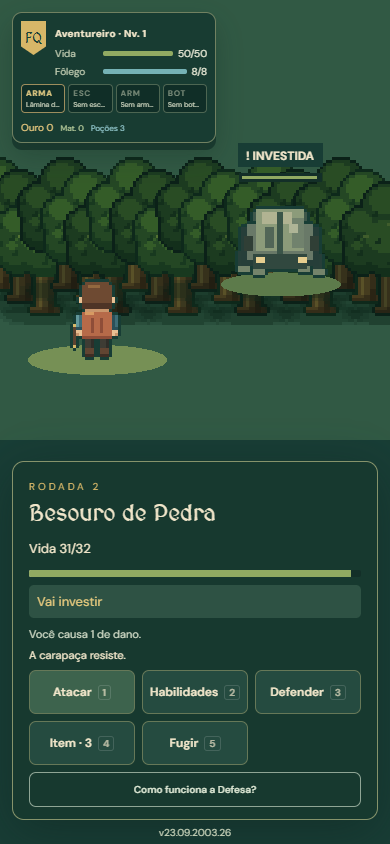 FQ
Aventureiro · Nv. 1
Vida 50/50
Fôlego 8/8
ARMA ESC ARM BOT
Lâmina d... Sem esc... Sem arm... Sem bot...
Ouro 0 Mat. 0 Poções 3
! INVESTIDA
RODADA 2
Besouro de Pedra
Vida 31/32
Vai investir
Você causa 1 de dano.
A carapaça resiste.
Atacar 1 Habilidades 2 Defender 3
Item · 3 4 Fugir 5
Como funciona a Defesa?
v23.09.2003.26